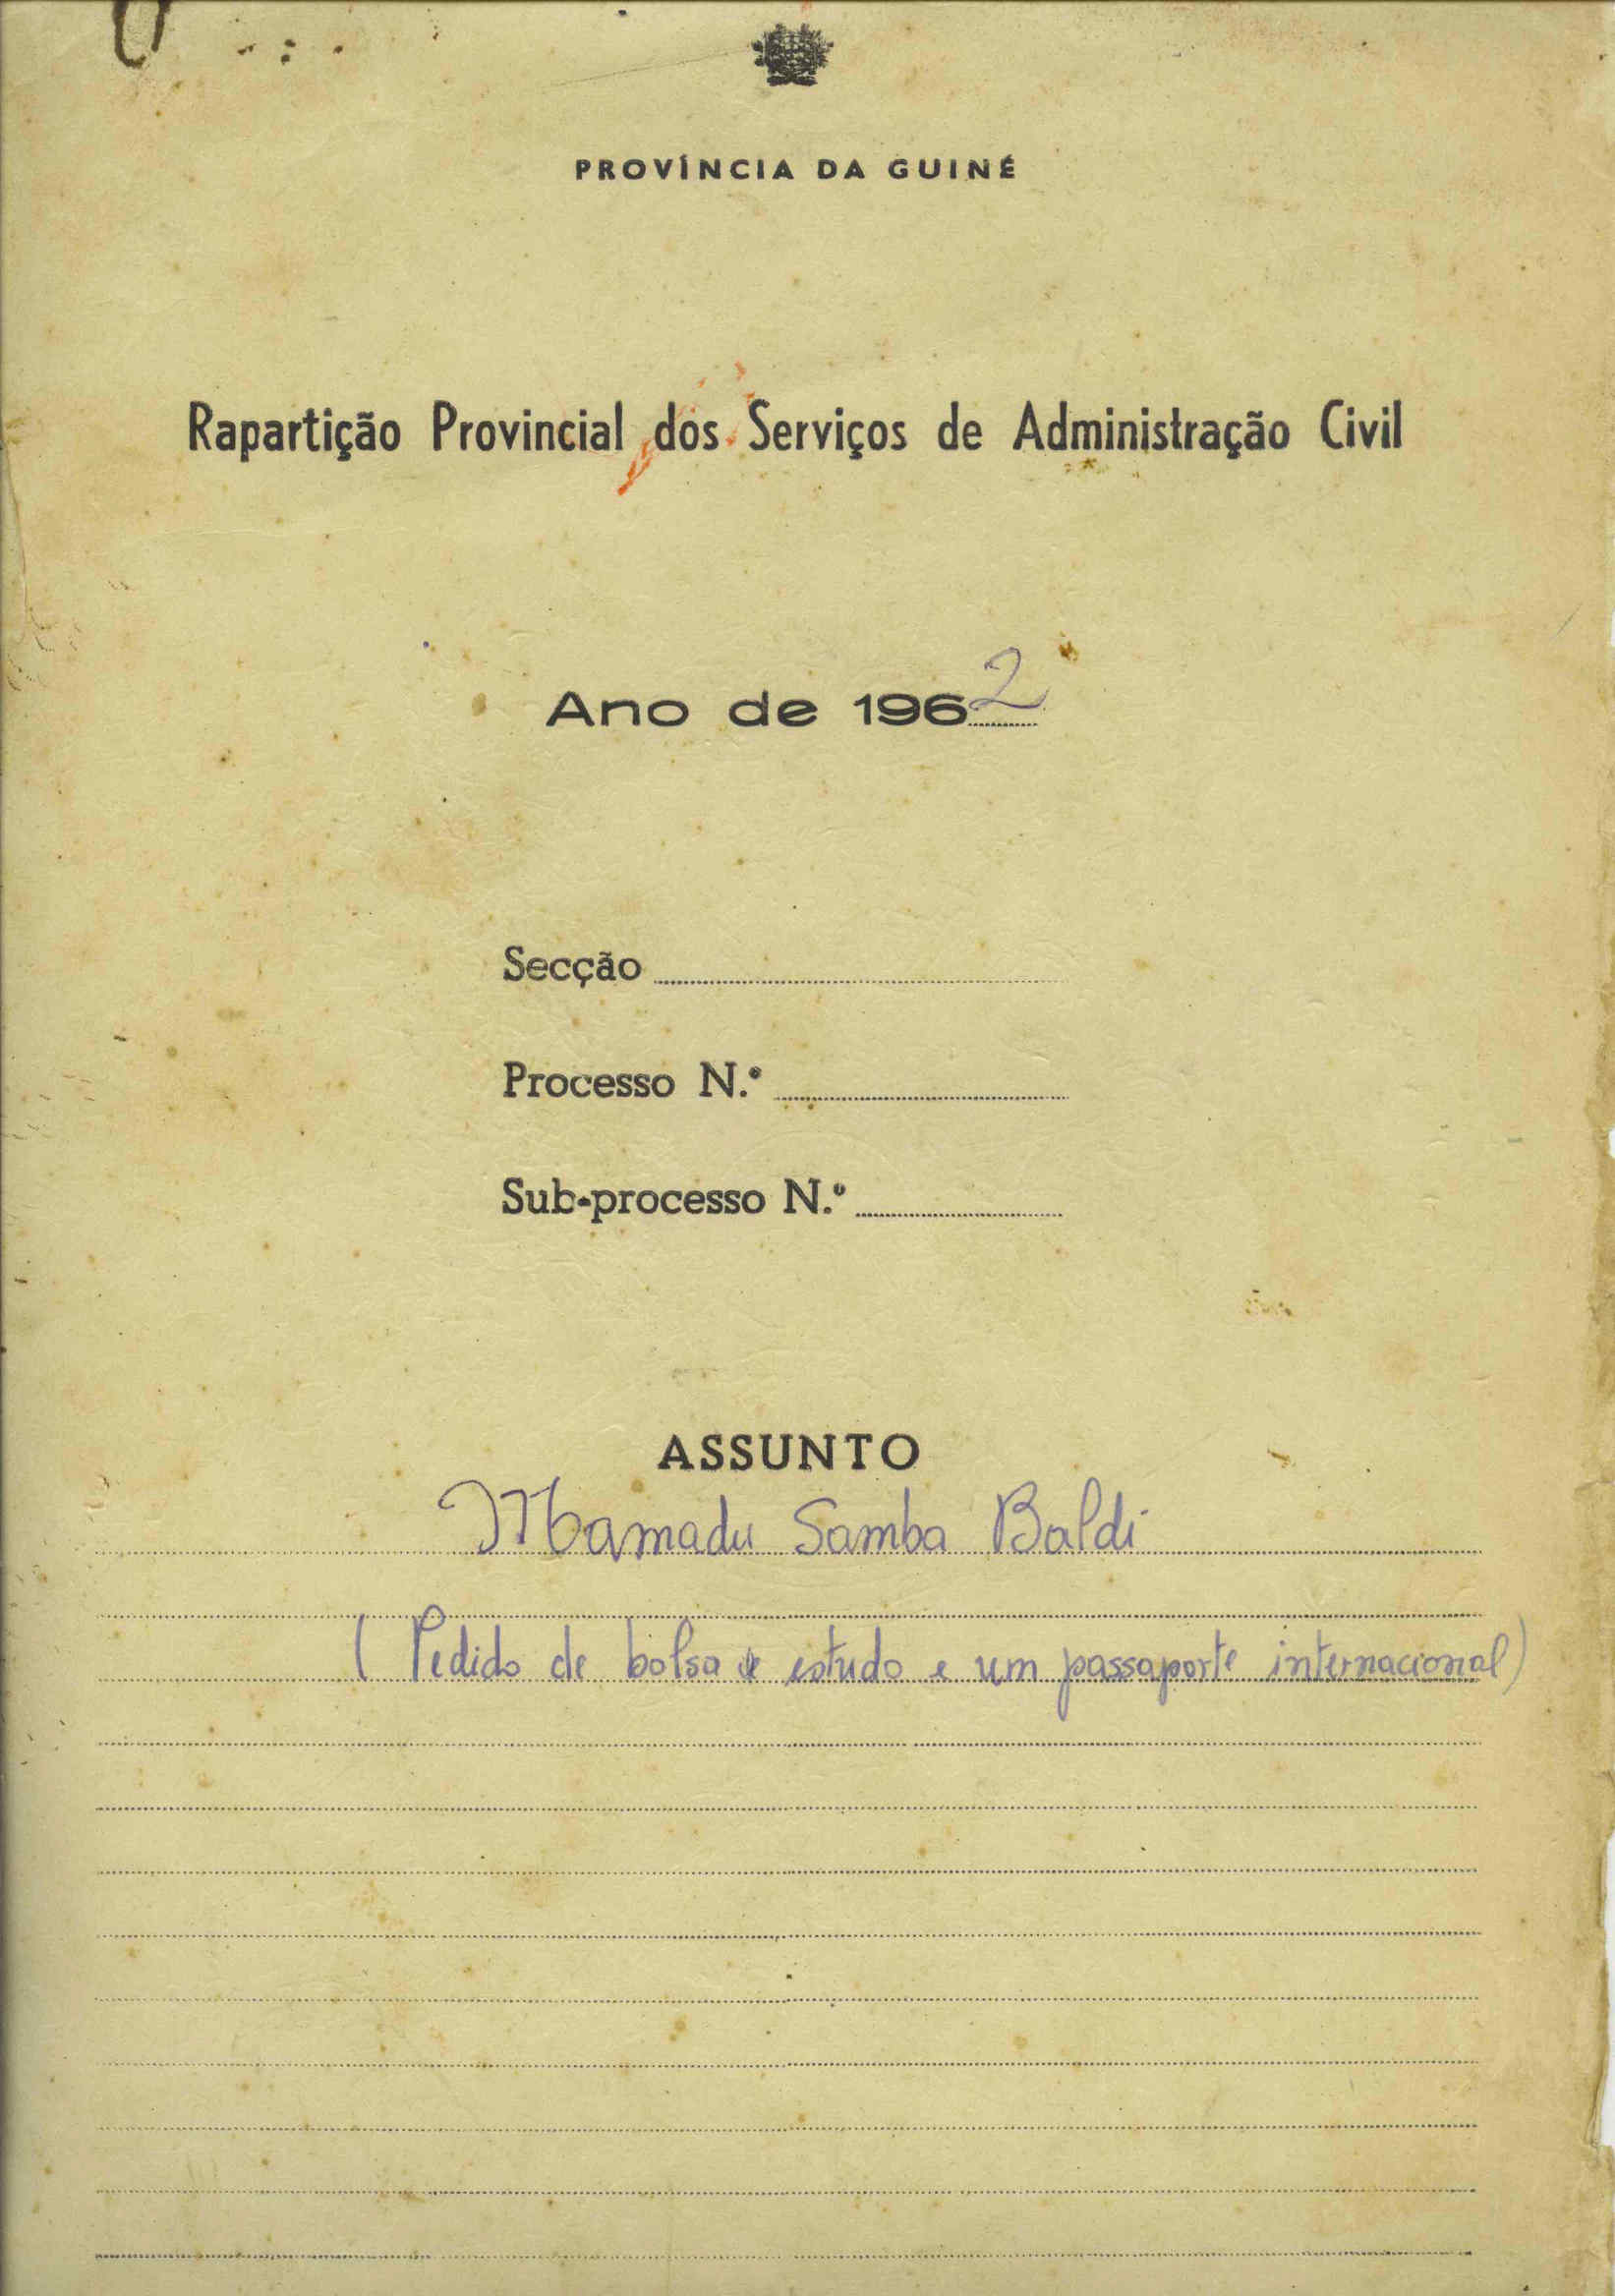 PROVÍNCIA DA GUINÉ
Rapartição Provincial dos Serviços de Administração Civil
Ano de 1962
Secção
Processo N.º
Sub-processo N.º
ASSUNTO
Mamadu Samba Baldi
( Pedido de bolsa de estudo e um passaporte internacional)